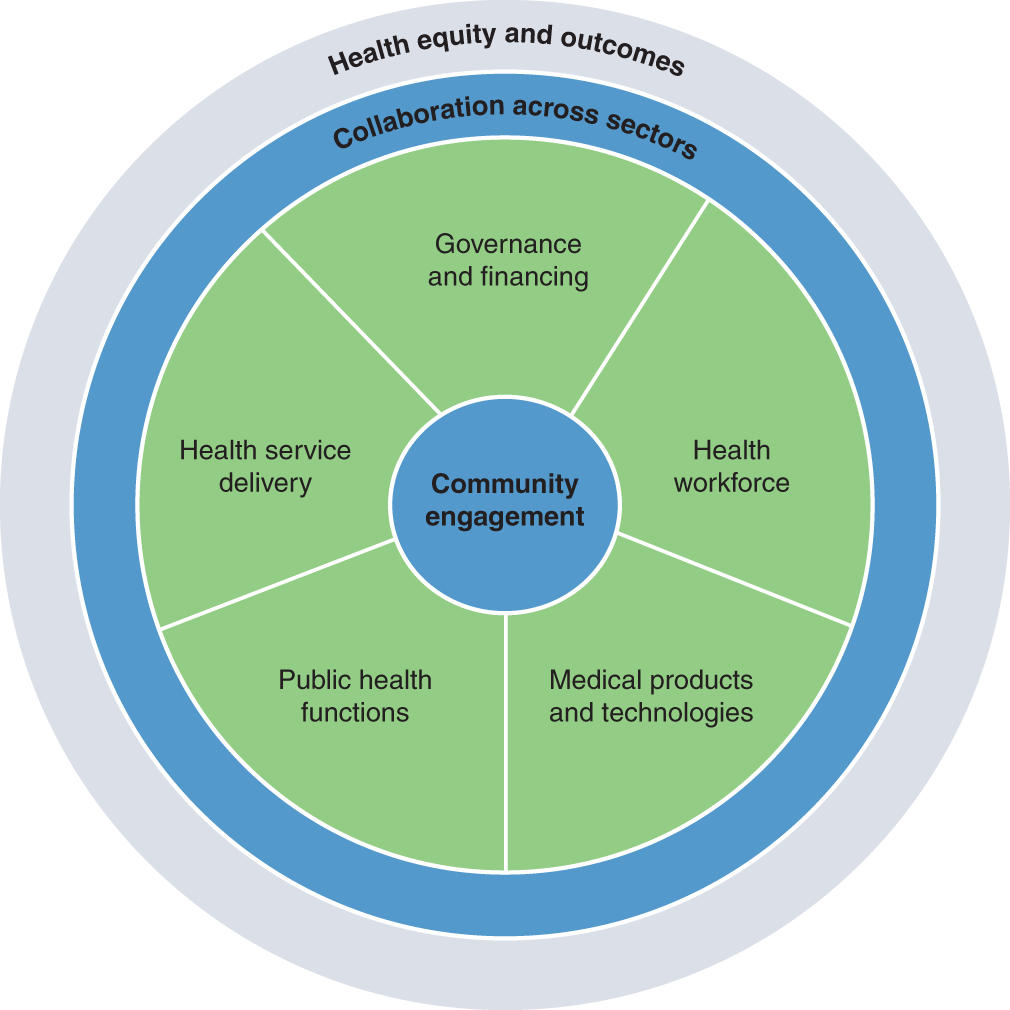 Health equity and outcomes
Collaboration across sectors
Governance
and financing
Health service
delivery
Community
engagement
Health
workforce
Public health
functions
Medical products
and technologies